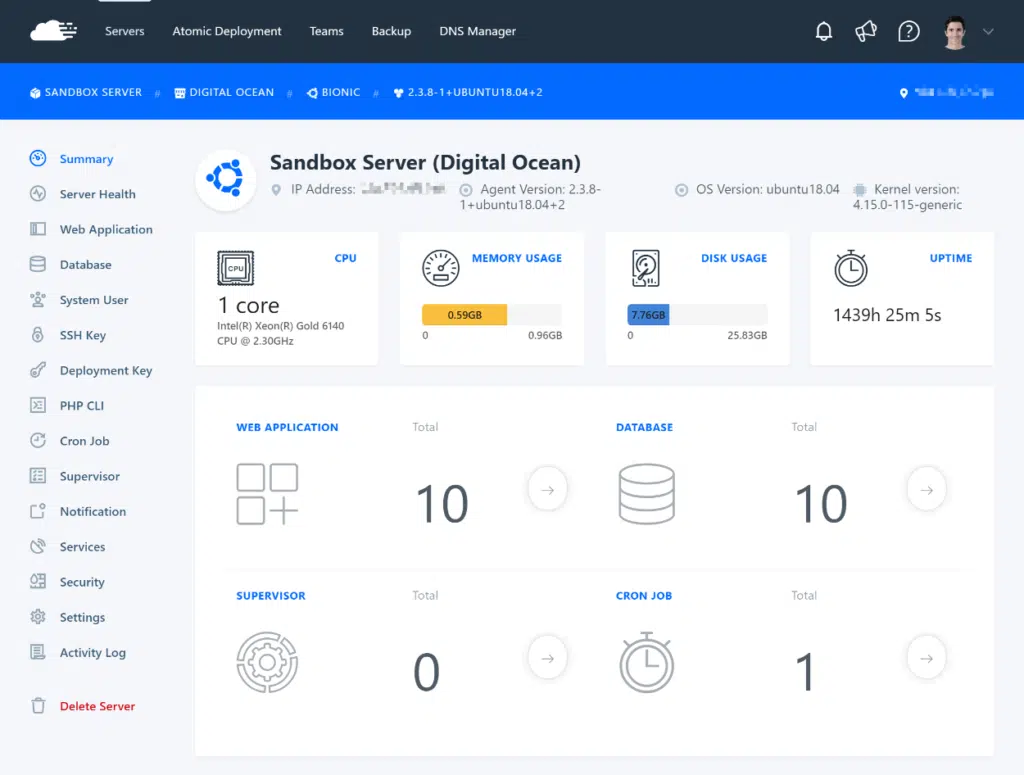 Servers
Atomic Deployment
Teams
Backup
DNS Manager
SANDBOX SERVER # DIGITAL OCEAN # BIONIC # 2.3.8-1+UBUNTU18.04+2
Summary
Server Health
Web Application
Database
System User
SSH Key
Deployment Key
PHP CLI
Cron Job
Supervisor
Notification
Services
Security
Settings
Activity Log
Delete Server
Sandbox Server (Digital Ocean)
IP Address:
Agent Version: 2.3.8-
1+ubuntu18.04+2
OS Version: ubuntu18.04
Kernel version:
4.15.0-115-generic
CPU
CPU
1 core
Intel(R) Xeon(R) Gold 6140
CPU @ 2.30GHz
MEMORY USAGE
0.59GB
0 0.96GB
DISK USAGE
7.76GB
0 25.83GB
UPTIME
1439h 25m 5s
WEB APPLICATION
Total
10
DATABASE
Total
10
SUPERVISOR
Total
0
CRON JOB
Total
1